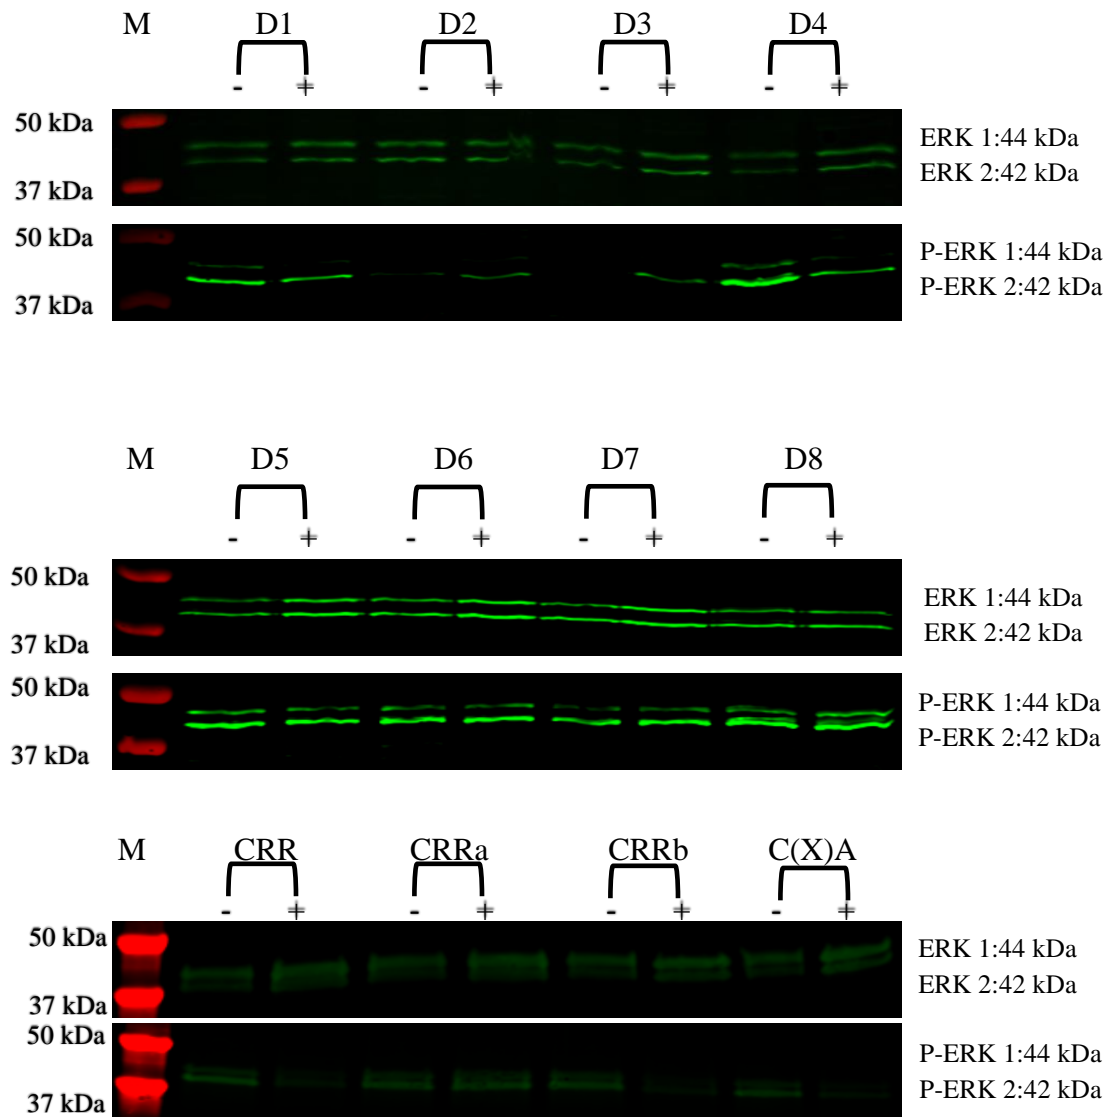 M D1 D2 D3 D4
- + - + - + - +
50 kDa
37 kDa
ERK 1:44 kDa
ERK 2:42 kDa
50 kDa
37 kDa
P-ERK 1:44 kDa
P-ERK 2:42 kDa
M D5 D6 D7 D8
- + - + - + - +
50 kDa
37 kDa
ERK 1:44 kDa
ERK 2:42 kDa
50 kDa
37 kDa
P-ERK 1:44 kDa
P-ERK 2:42 kDa
M CRR CRRa CRRb C(X)A
- + - + - + - +
50 kDa
37 kDa
ERK 1:44 kDa
ERK 2:42 kDa
50 kDa
37 kDa
P-ERK 1:44 kDa
P-ERK 2:42 kDa